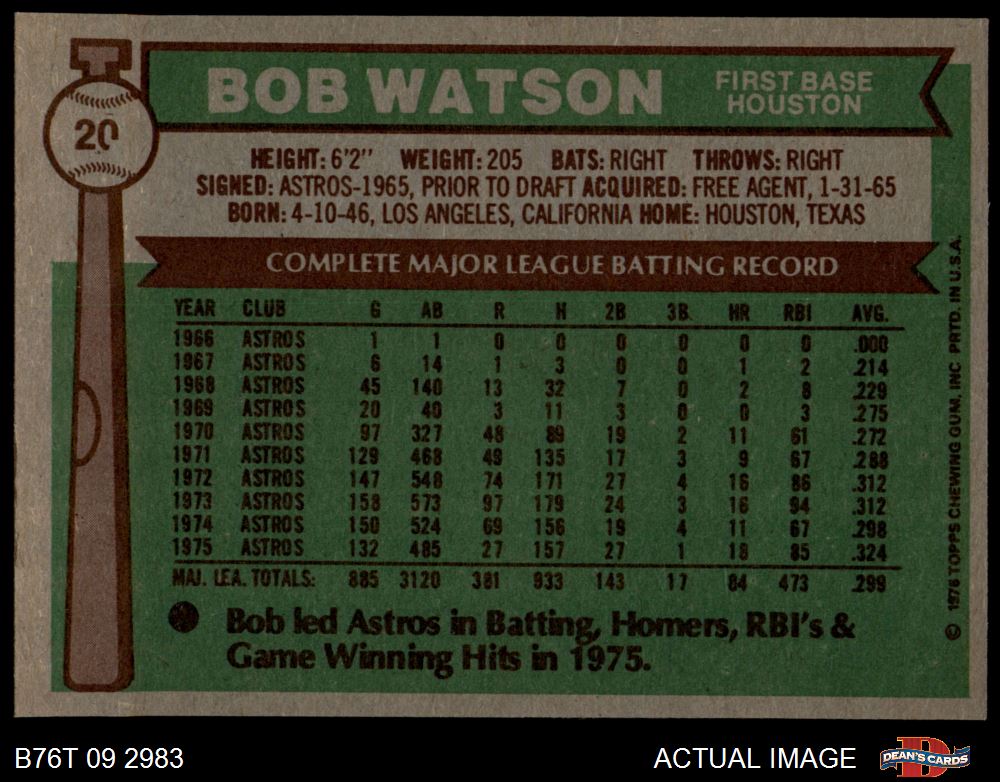 BOB WATSON
FIRST BASE
HOUSTON
20
HEIGHT: 6'2" WEIGHT: 205 BATS: RIGHT THROWS: RIGHT
SIGNED: ASTROS-1965, PRIOR TO DRAFT ACQUIRED: FREE AGENT, 1-31-65
BORN: 4-10-46, LOS ANGELES, CALIFORNIA HOME: HOUSTON, TEXAS
COMPLETE MAJOR LEAGUE BATTING RECORD
YEAR CLUB G AB R H 2B 3B HR RBI AVG.
1966 ASTROS 1 1 0 0 0 0 0 0 .000
1967 ASTROS 6 14 1 3 0 0 1 2 .214
1968 ASTROS 45 140 13 32 7 0 2 8 .229
1969 ASTROS 20 40 3 11 3 0 0 3 .275
1970 ASTROS 97 327 48 89 19 2 11 61 .272
1971 ASTROS 129 468 49 135 17 3 9 67 .288
1972 ASTROS 147 548 74 171 27 4 16 86 .312
1973 ASTROS 158 573 97 179 24 3 16 94 .312
1974 ASTROS 150 524 69 156 19 4 11 67 .298
1975 ASTROS 132 485 27 157 27 1 18 85 .324
MAJ. LEA. TOTALS: 885 3120 381 933 143 17 84 473 .299
Bob led Astros in Batting, Homers, RBI's &
Game Winning Hits in 1975.
© 1976 TOPPS CHEWING GUM, INC PRTD. IN U.S.A.
B76T 09 2983
ACTUAL IMAGE
D
DEAN'S CARDS